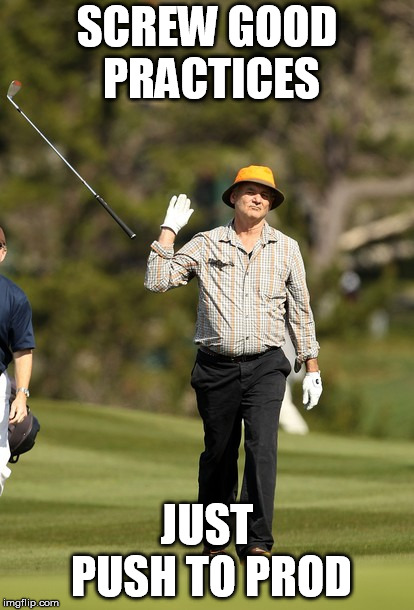 SCREW GOOD
PRACTICES
JUST
PUSH TO PROD
imgflip.com